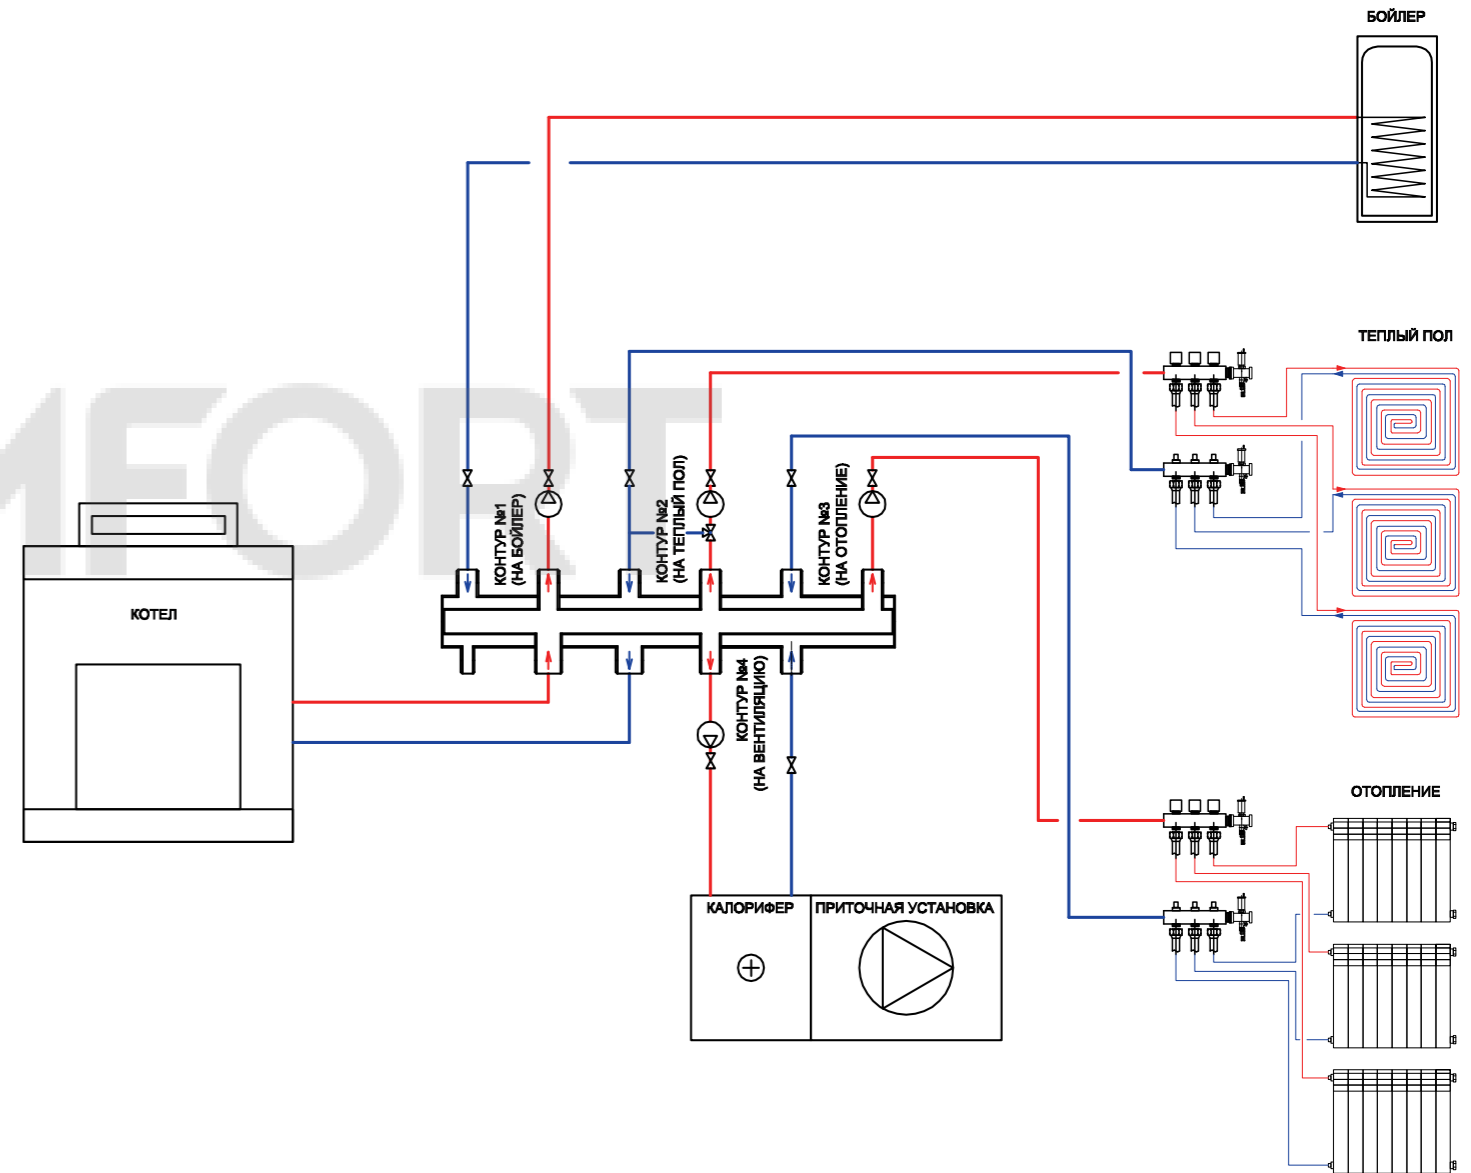 БОЙЛЕР
ТЕПЛЫЙ ПОЛ
MFORT
КОНТУР №1
(НА БОЙЛЕР)
КОНТУР №2
(НА ТЕПЛЫЙ ПОЛ)
КОНТУР №3
(НА ОТОПЛЕНИЕ)
КОТЕЛ
КОНТУР №4
(НА ВЕНТИЛЯЦИЮ)
ОТОПЛЕНИЕ
КАЛОРИФЕР
ПРИТОЧНАЯ УСТАНОВКА